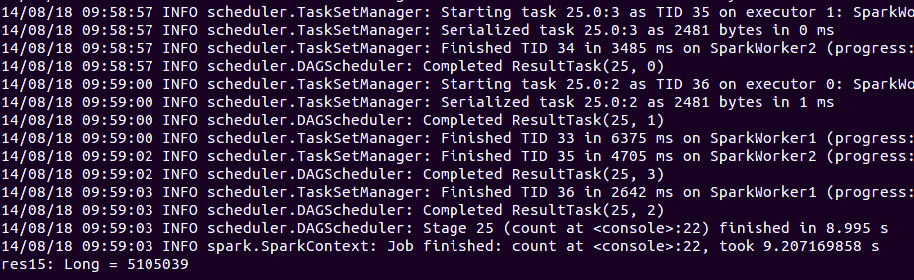 14/08/18 09:58:57 INFO scheduler.TaskSetManager: Starting task 25.0:3 as TID 35 on executor 1: SparkWo
14/08/18 09:58:57 INFO scheduler.TaskSetManager: Serialized task 25.0:3 as 2481 bytes in 0 ms
14/08/18 09:58:57 INFO scheduler.TaskSetManager: Finished TID 34 in 3485 ms on SparkWorker2 (progress:
14/08/18 09:58:57 INFO scheduler.DAGScheduler: Completed ResultTask(25, 0)
14/08/18 09:59:00 INFO scheduler.TaskSetManager: Starting task 25.0:2 as TID 36 on executor 0: SparkWo
14/08/18 09:59:00 INFO scheduler.TaskSetManager: Serialized task 25.0:2 as 2481 bytes in 1 ms
14/08/18 09:59:00 INFO scheduler.DAGScheduler: Completed ResultTask(25, 1)
14/08/18 09:59:00 INFO scheduler.TaskSetManager: Finished TID 33 in 6375 ms on SparkWorker1 (progress:
14/08/18 09:59:02 INFO scheduler.TaskSetManager: Finished TID 35 in 4705 ms on SparkWorker2 (progress:
14/08/18 09:59:02 INFO scheduler.DAGScheduler: Completed ResultTask(25, 3)
14/08/18 09:59:03 INFO scheduler.TaskSetManager: Finished TID 36 in 2642 ms on SparkWorker1 (progress:
14/08/18 09:59:03 INFO scheduler.DAGScheduler: Completed ResultTask(25, 2)
14/08/18 09:59:03 INFO scheduler.DAGScheduler: Stage 25 (count at <console>:22) finished in 8.995 s
14/08/18 09:59:03 INFO spark.SparkContext: Job finished: count at <console>:22, took 9.207169858 s
res15: Long = 5105039